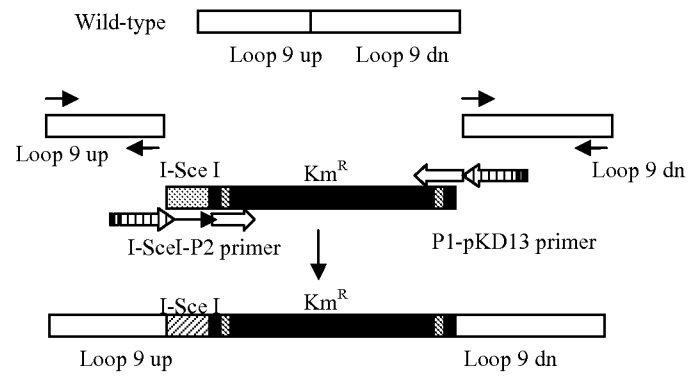 Wild-type
Loop 9 up Loop 9 dn
Loop 9 up
I-Sce I
Km^R
Loop 9 dn
I-SceI-P2 primer
P1-pKD13 primer
I-Sce I
Km^R
Loop 9 up
Loop 9 dn